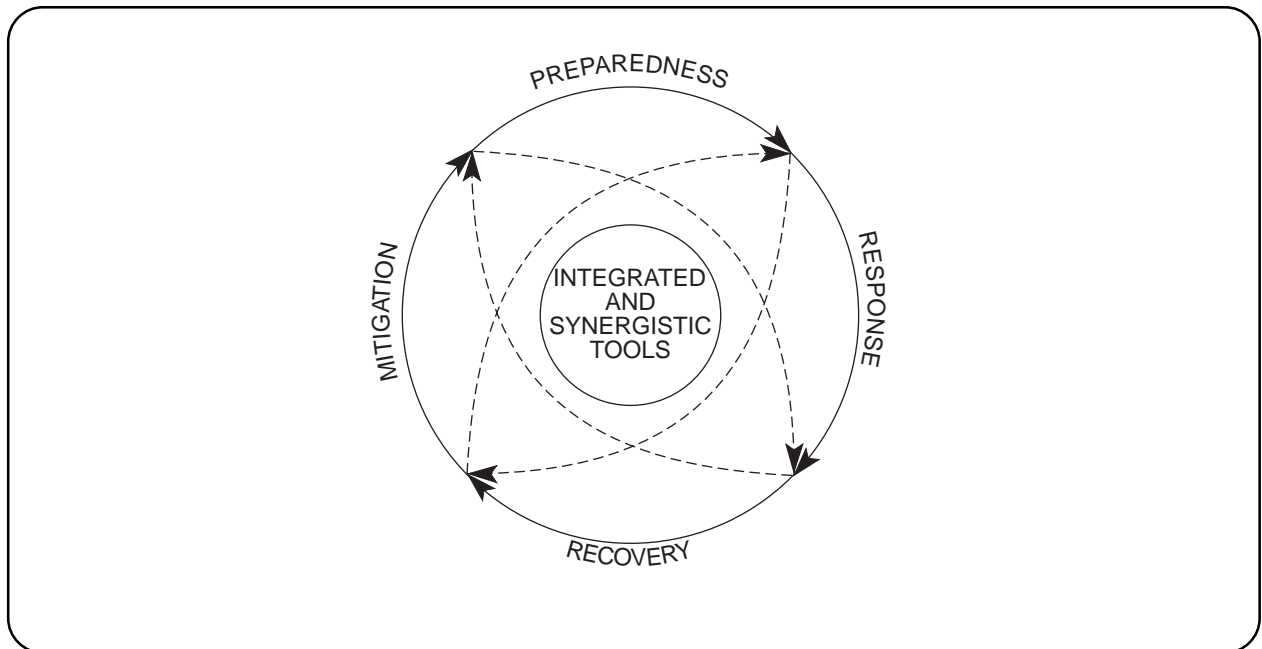 PREPAREDNESS
MITIGATION
INTEGRATED
AND
SYNERGISTIC
TOOLS
RESPONSE
RECOVERY